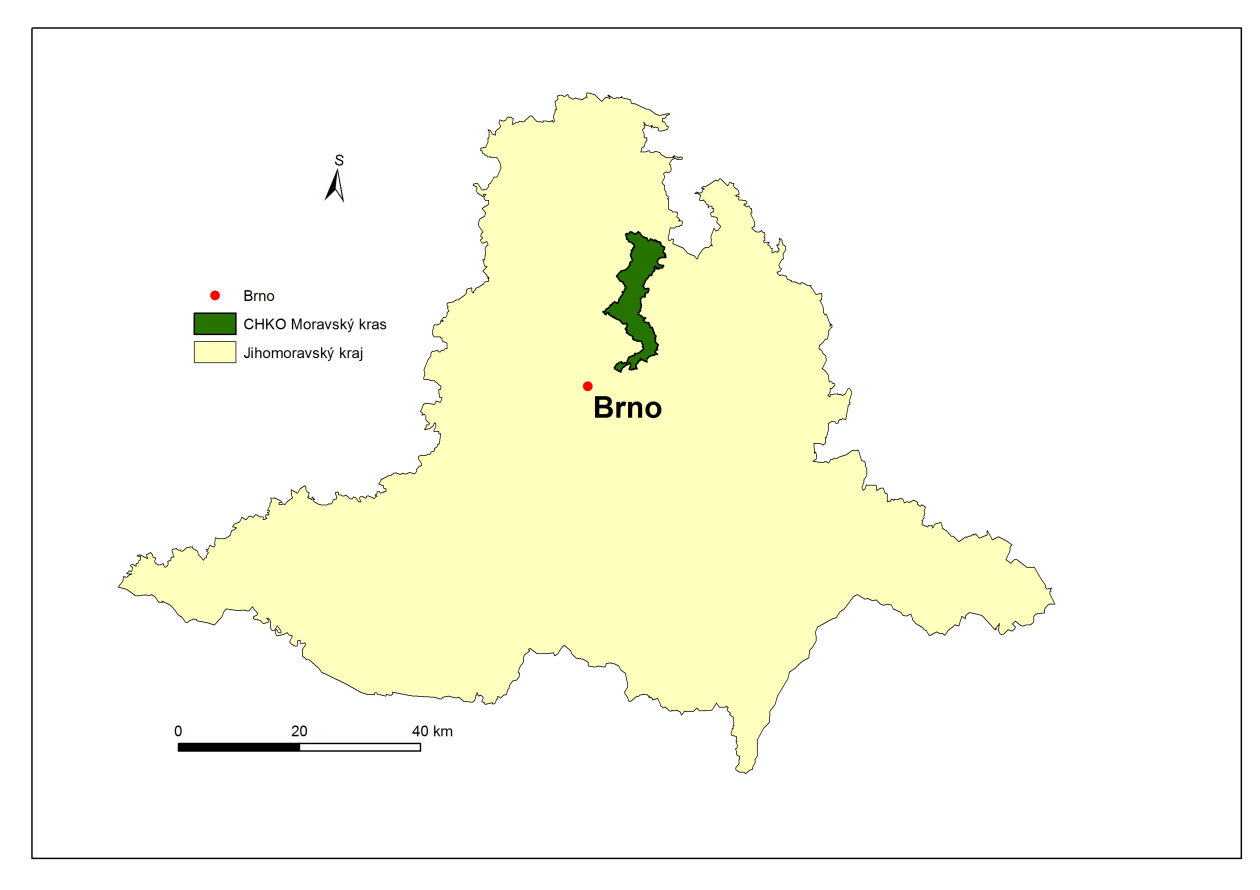 S
Brno
CHKO Moravský kras
Jihomoravský kraj
Brno
0 20 40 km